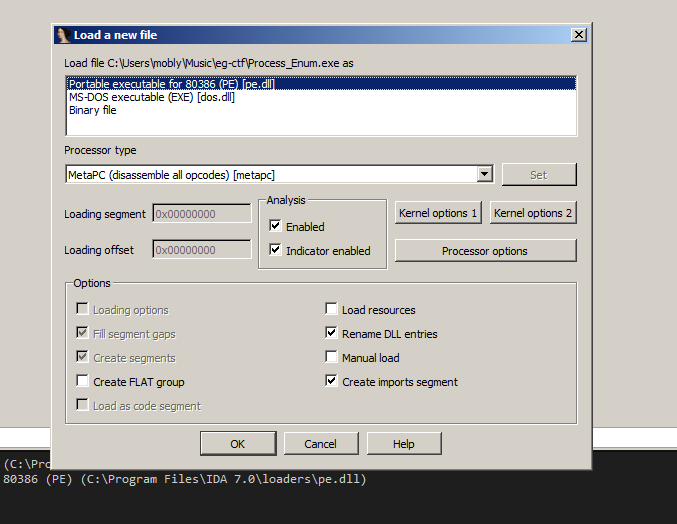 Load a new file
Load file C:\Users\mobly\Music\eg-ctf\Process_Enum.exe as
Portable executable for 80386 (PE) [pe.dll]
MS-DOS executable (EXE) [dos.dll]
Binary file
Processor type
MetaPC (disassemble all opcodes) [metapc]
Set
Loading segment 0x00000000
Loading offset 0x00000000
Analysis
Enabled
Indicator enabled
Kernel options 1
Kernel options 2
Processor options
Options
Loading options
Fill segment gaps
Create segments
Create FLAT group
Load as code segment
Load resources
Rename DLL entries
Manual load
Create imports segment
OK
Cancel
Help
(C:\Pro
80386 (PE) (C:\Program Files\IDA 7.0\loaders\pe.dll)